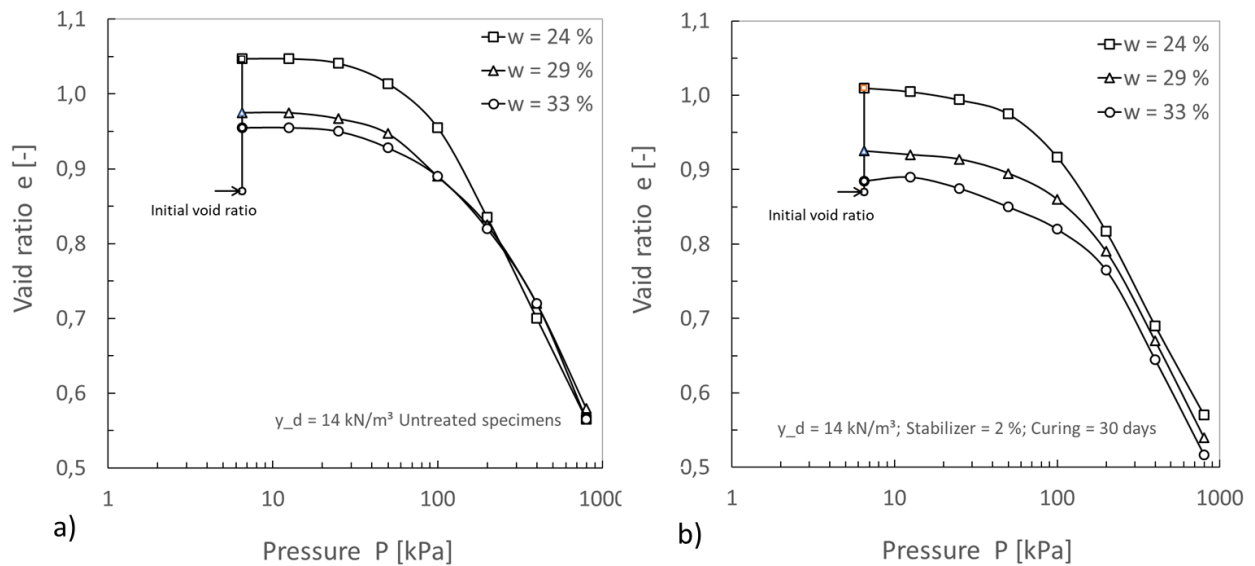 1,1
1,0
0,9
0,8
0,7
0,6
0,5
Vaid ratio e [-]
w = 24 %
w = 29 %
w = 33 %
Initial void ratio
y_d = 14 kN/m³ Untreated specimens
1
10
100
1000
a)
Pressure P [kPa]
1,1
1,0
0,9
0,8
0,7
0,6
0,5
Vaid ratio e [-]
w = 24 %
w = 29 %
w = 33 %
Initial void ratio
y_d = 14 kN/m³; Stabilizer = 2 %; Curing = 30 days
1
10
100
1000
b)
Pressure P [kPa]